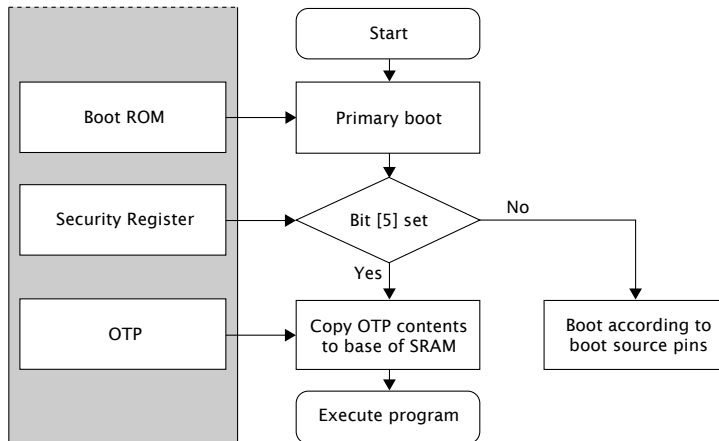 Start
Boot ROM
Primary boot
Security Register
Bit [5] set
No
Yes
OTP
Copy OTP contents
to base of SRAM
Boot according to
boot source pins
Execute program